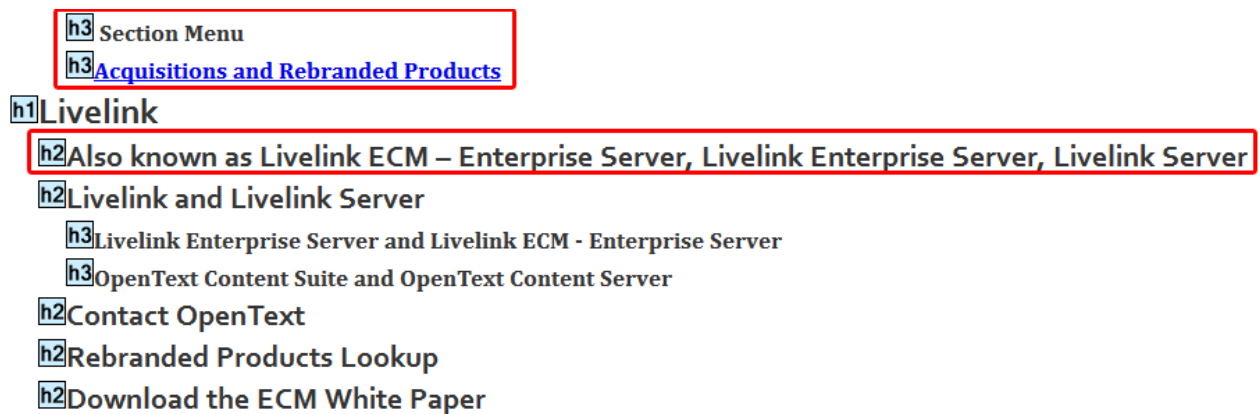 h3 Section Menu
h3 Acquisitions and Rebranded Products
h1 Livelink
h2 Also known as Livelink ECM – Enterprise Server, Livelink Enterprise Server, Livelink Server
h2 Livelink and Livelink Server
h3 Livelink Enterprise Server and Livelink ECM - Enterprise Server
h3 OpenText Content Suite and OpenText Content Server
h2 Contact OpenText
h2 Rebranded Products Lookup
h2 Download the ECM White Paper